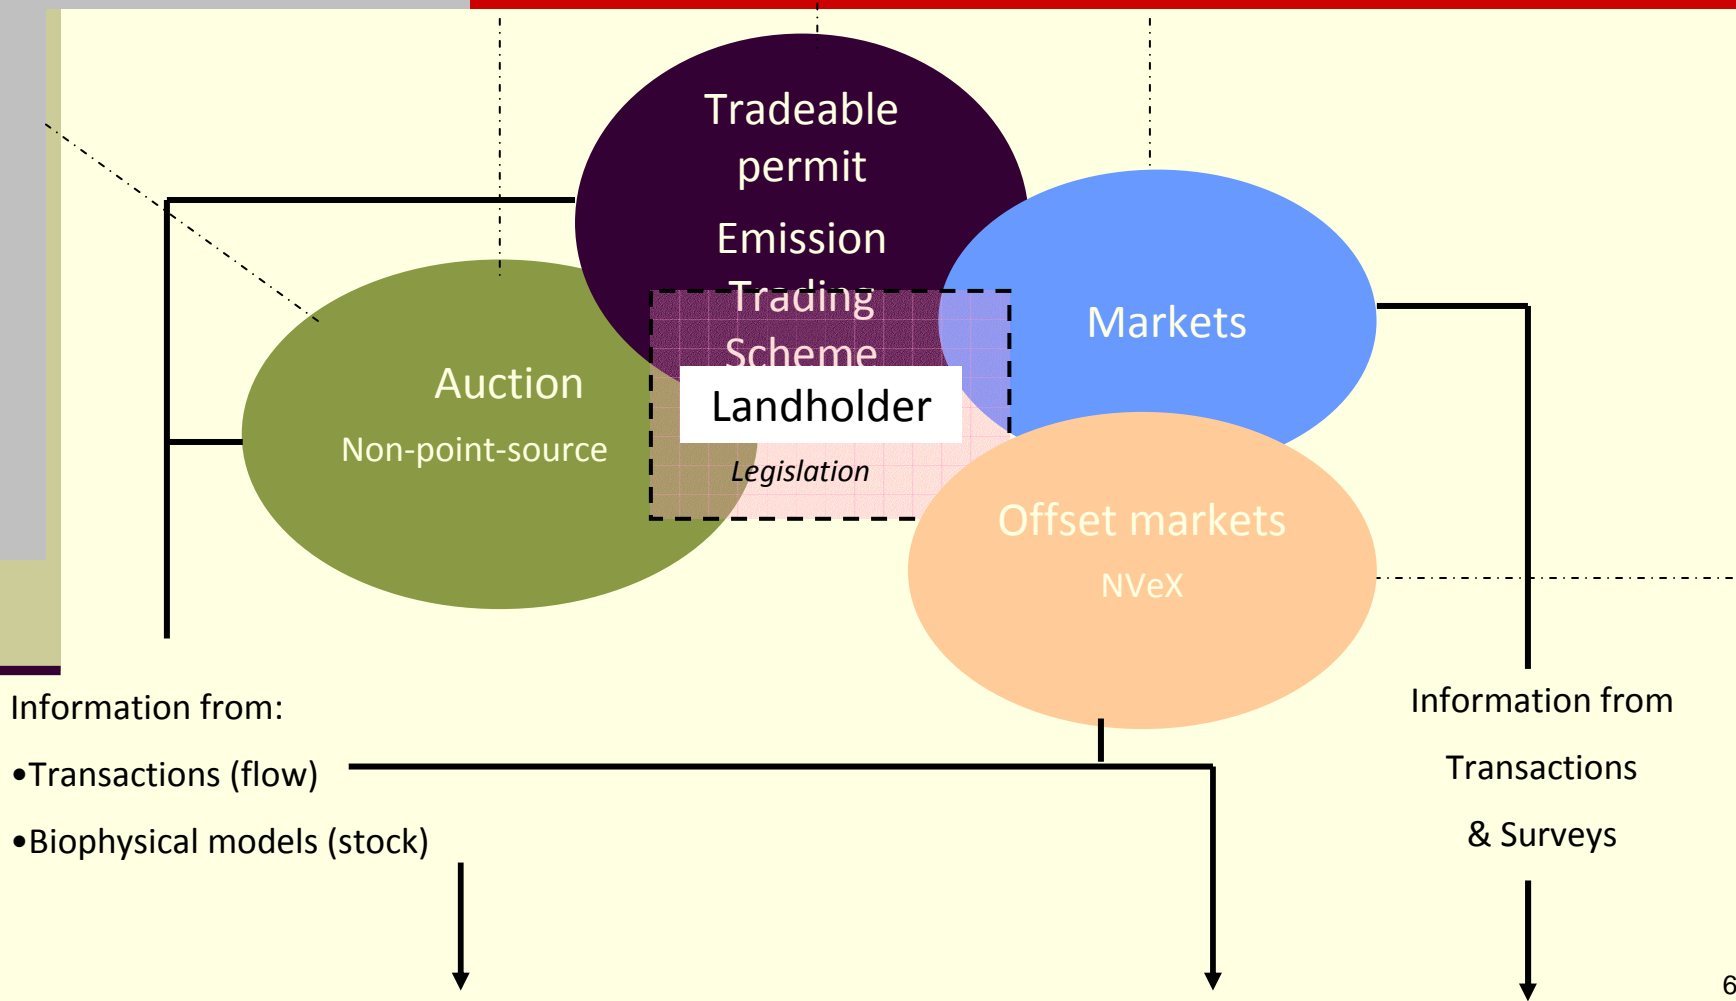 Tradeable
permit
Emission
Trading
Scheme
Markets
Auction
Non-point-source
Landholder
Legislation
Offset markets
NVeX
Information from:
•Transactions (flow)
•Biophysical models (stock)
Information from
Transactions
& Surveys
6